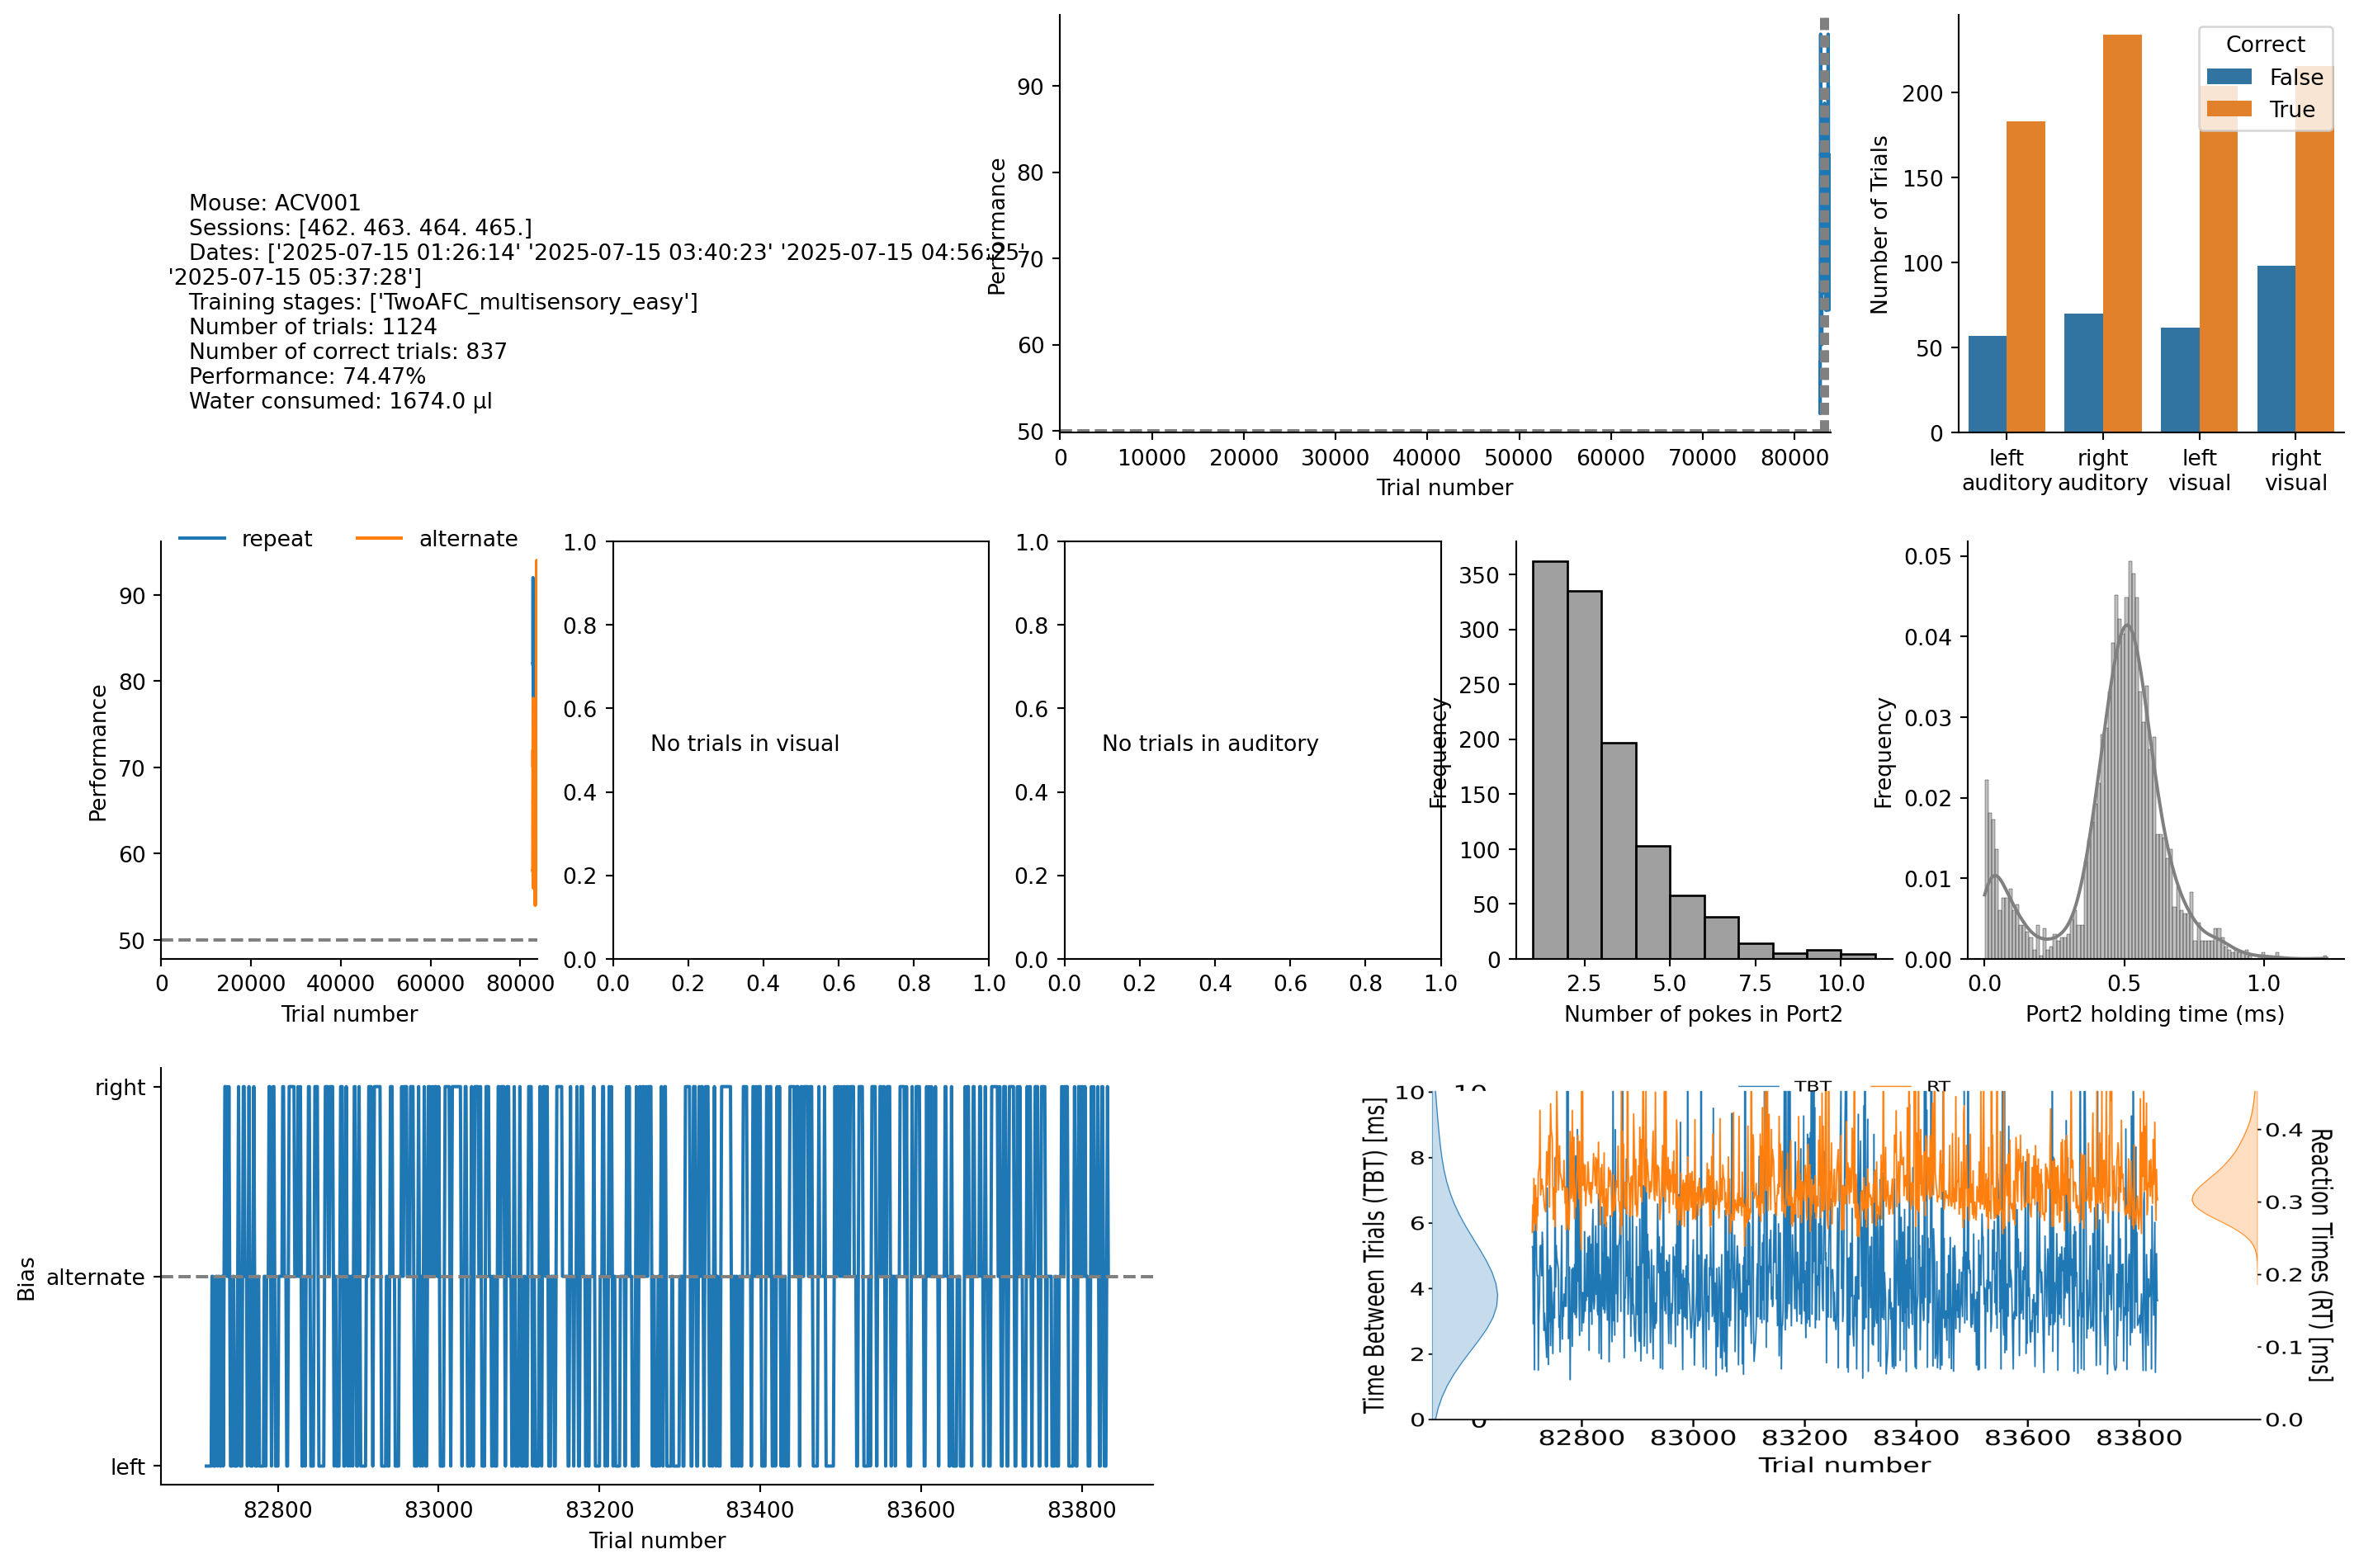 Mouse: ACV001
Sessions: [462. 463. 464. 465.]
Dates: ['2025-07-15 01:26:14' '2025-07-15 03:40:23' '2025-07-15 04:56:25'
'2025-07-15 05:37:28']
Training stages: ['TwoAFC_multisensory_easy']
Number of trials: 1124
Number of correct trials: 837
Performance: 74.47%
Water consumed: 1674.0 µl
Performance
90
80
70
60
50
0 10000 20000 30000 40000 50000 60000 70000 80000
Trial number
Number of Trials
200
150
100
50
0
Correct
False
True
left auditory
right auditory
left visual
right visual
repeat alternate
Performance
90
80
70
60
50
0 20000 40000 60000 80000
Trial number
1.0
0.8
0.6
0.4
0.2
0.0
No trials in visual
0.0 0.2 0.4 0.6 0.8 1.0
1.0
0.8
0.6
0.4
0.2
0.0
No trials in auditory
0.0 0.2 0.4 0.6 0.8 1.0
Frequency
350
300
250
200
150
100
50
0
2.5 5.0 7.5 10.0
Number of pokes in Port2
Frequency
0.05
0.04
0.03
0.02
0.01
0.00
0.0 0.5 1.0
Port2 holding time (ms)
Bias
right
alternate
left
82800 83000 83200 83400 83600 83800
Trial number
TBT RT
Time Between Trials (TBT) [ms]
10
8
6
4
2
0
82800 83000 83200 83400 83600 83800
Trial number
0.4
0.3
0.2
0.1
0.0
Reaction Times (RT) [ms]